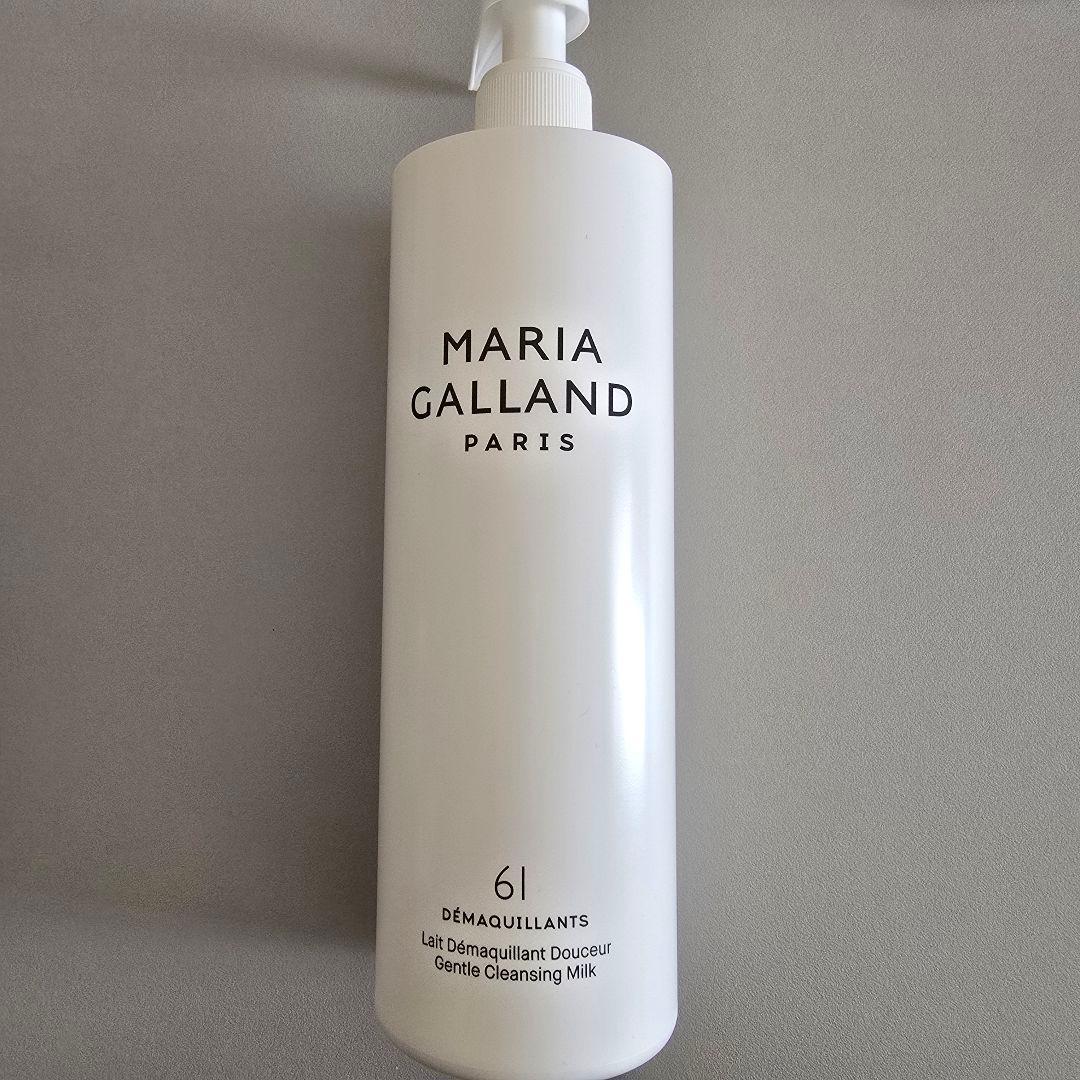 MARIA
GALLAND
PARIS
61
DÉMAQUILLANTS
Lait Démaquillant Douceur
Gentle Cleansing Milk